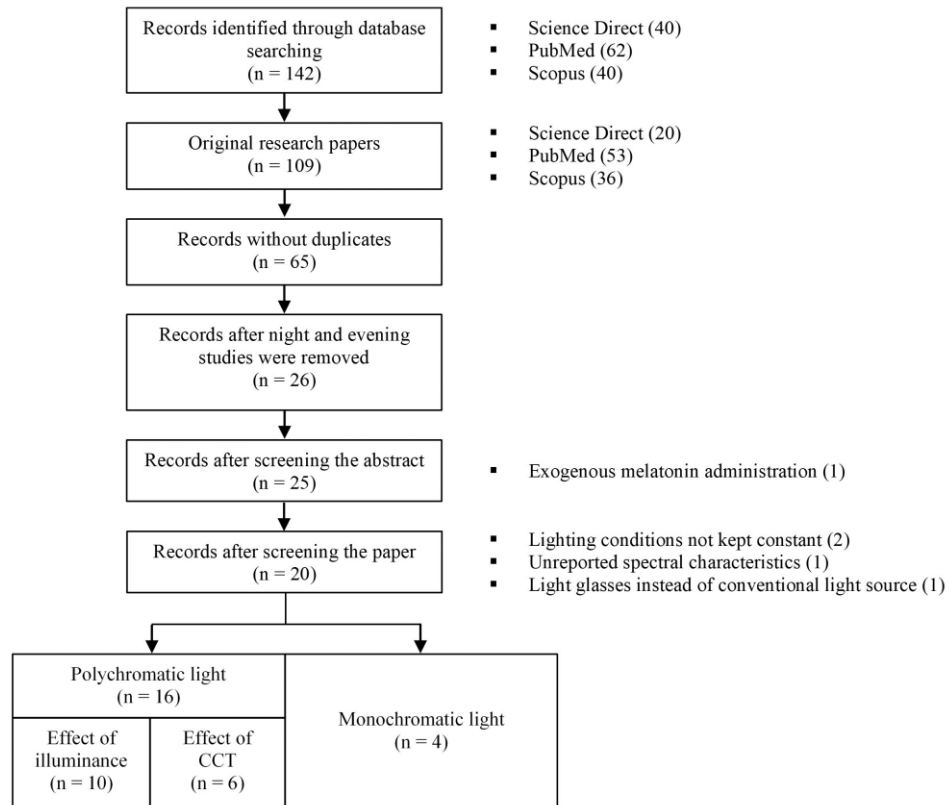 Records identified through database
searching
(n = 142)
▪ Science Direct (40)
▪ PubMed (62)
▪ Scopus (40)
Original research papers
(n = 109)
▪ Science Direct (20)
▪ PubMed (53)
▪ Scopus (36)
Records without duplicates
(n = 65)
Records after night and evening
studies were removed
(n = 26)
Records after screening the abstract
(n = 25)
▪ Exogenous melatonin administration (1)
Records after screening the paper
(n = 20)
▪ Lighting conditions not kept constant (2)
▪ Unreported spectral characteristics (1)
▪ Light glasses instead of conventional light source (1)
Polychromatic light
(n = 16)
Effect of
illuminance
(n = 10)
Effect of
CCT
(n = 6)
Monochromatic light
(n = 4)